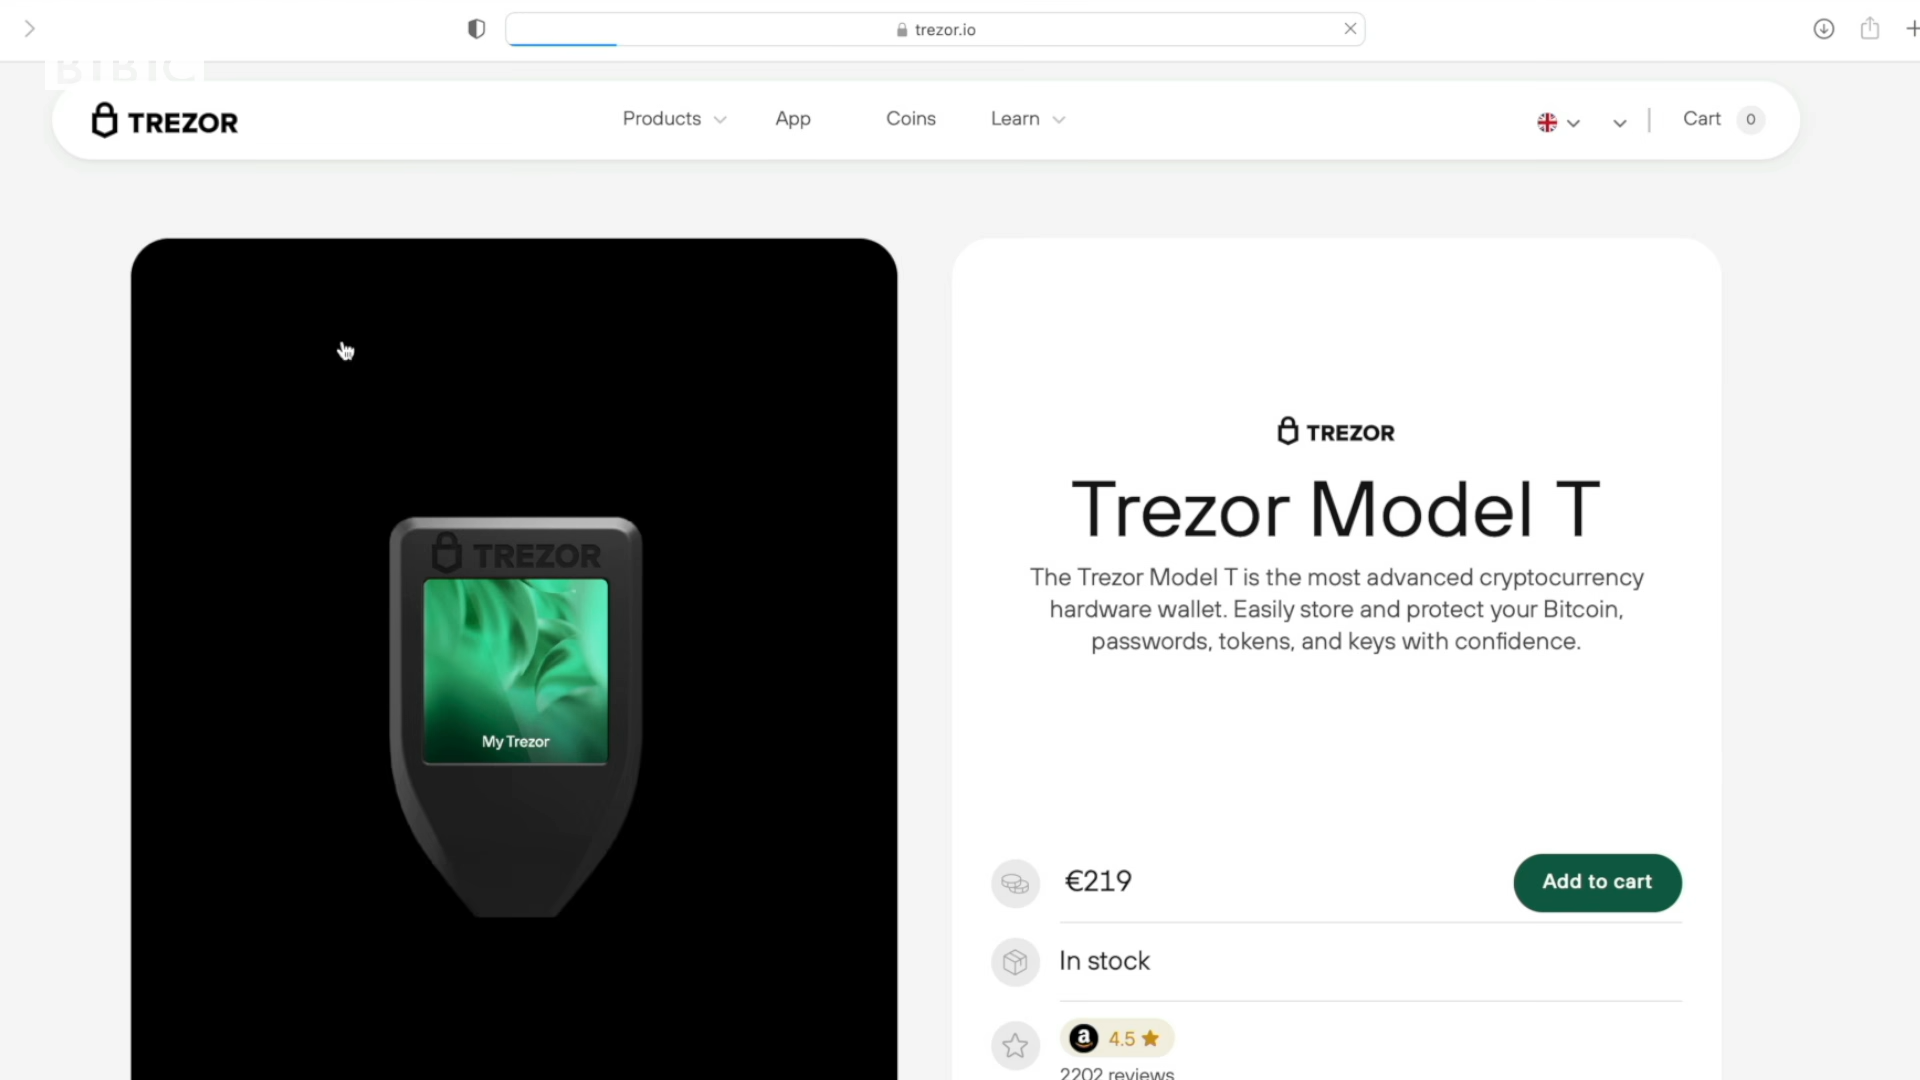 trezor.io
TREZOR
Products
App
Coins
Learn
Cart
0
TREZOR
My Trezor
TREZOR
Trezor Model T
The Trezor Model T is the most advanced cryptocurrency
hardware wallet. Easily store and protect your Bitcoin,
passwords, tokens, and keys with confidence.
€219
Add to cart
In stock
a 4.5
2202 reviews